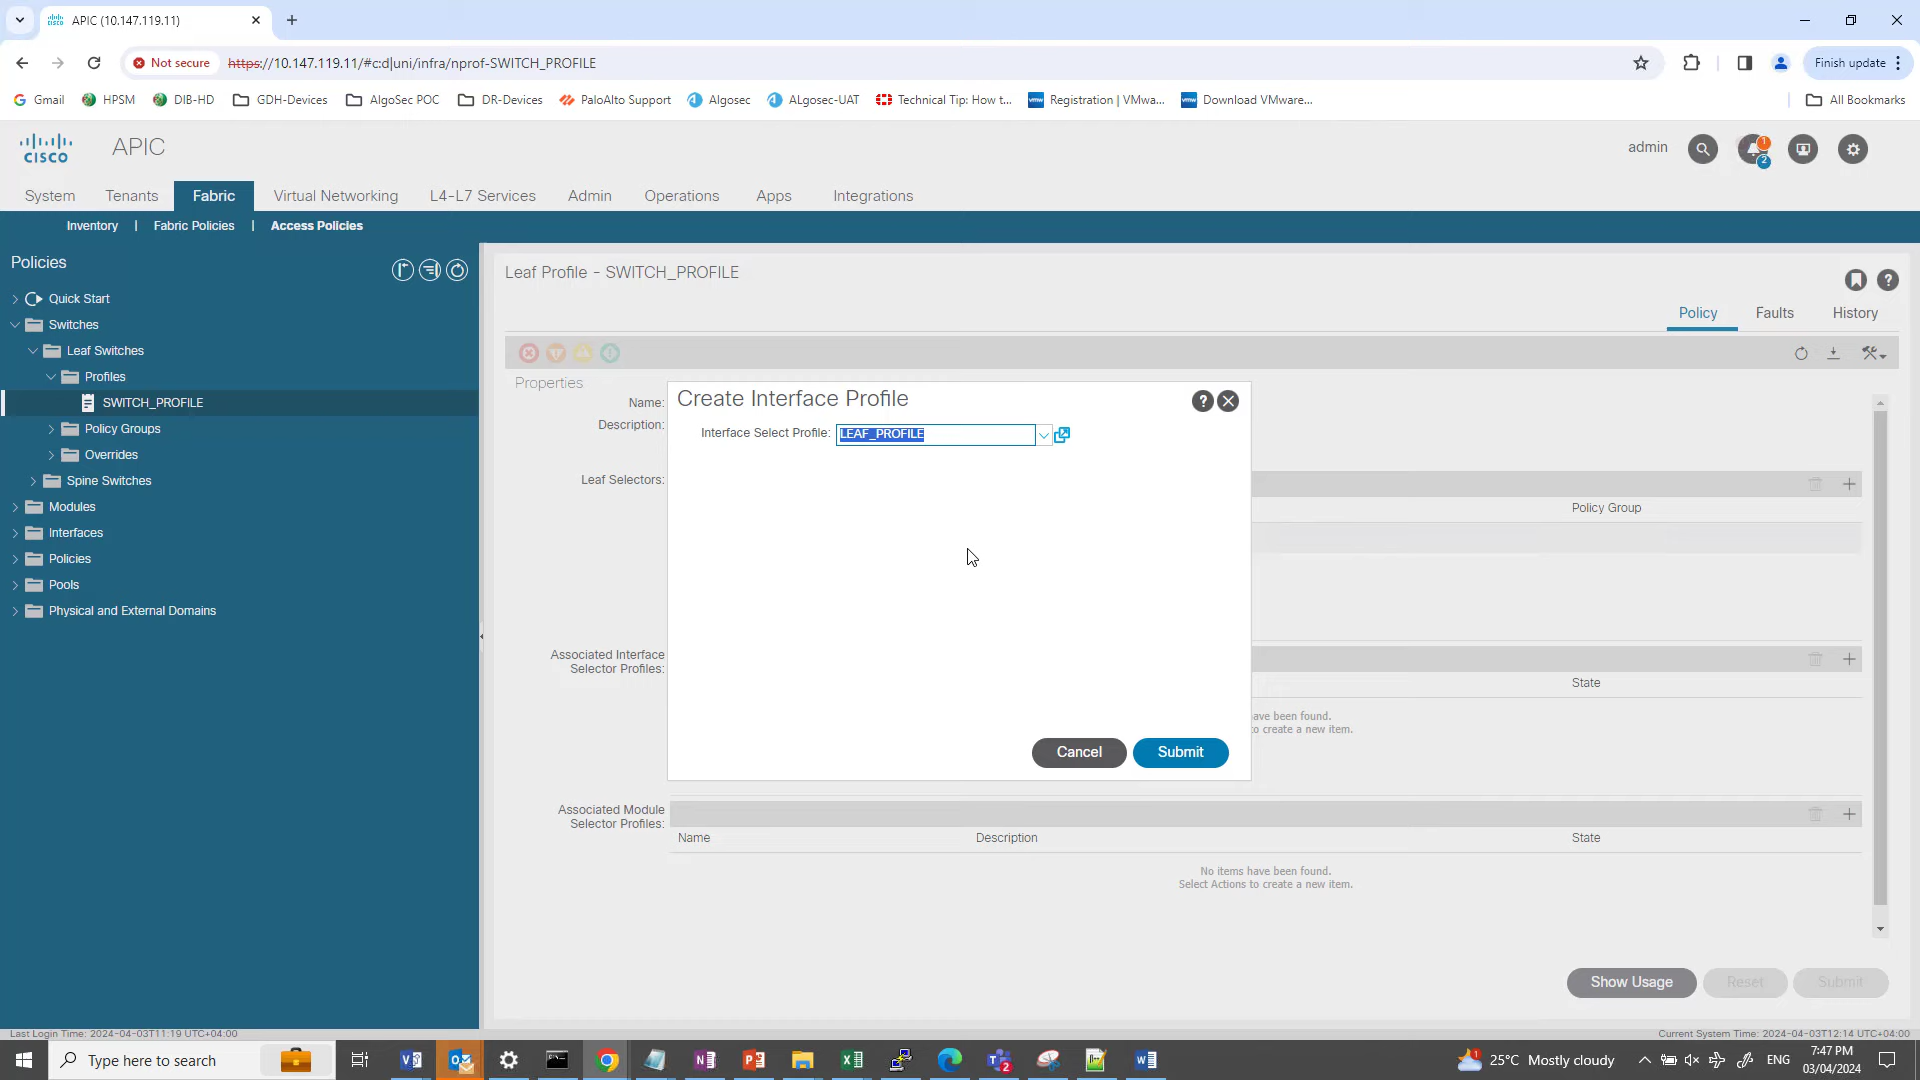 APIC (10.147.119.11)
Not secure
https://10.147.119.11/#c:d|uni/infra/nprof-SWITCH_PROFILE
Finish update
Gmail
HPSM
DIB-HD
GDH-Devices
AlgoSec POC
DR-Devices
PaloAlto Support
Algosec
ALgosec-UAT
Technical Tip: How t...
Registration | VMwa...
Download VMware...
All Bookmarks
CISCO
APIC
admin
1
2
System
Tenants
Fabric
Virtual Networking
L4-L7 Services
Admin
Operations
Apps
Integrations
Inventory | Fabric Policies | Access Policies
Policies
Quick Start
Switches
Leaf Switches
Profiles
SWITCH_PROFILE
Policy Groups
Overrides
Spine Switches
Modules
Interfaces
Policies
Pools
Physical and External Domains
Leaf Profile - SWITCH_PROFILE
Policy
Faults
History
Properties
Name:
Description:
Leaf Selectors:
Policy Group
Associated Interface
Selector Profiles:
State
ave been found.
o create a new item.
Create Interface Profile
Interface Select Profile: LEAF_PROFILE
Cancel
Submit
Associated Module
Selector Profiles:
Name
Description
State
No items have been found.
Select Actions to create a new item.
Show Usage
Reset
Submit
Last Login Time: 2024-04-03T11:19 UTC+04:00
Current System Time: 2024-04-03T12:14 UTC+04:00
Type here to search
25°C Mostly cloudy
ENG
7:47 PM
03/04/2024